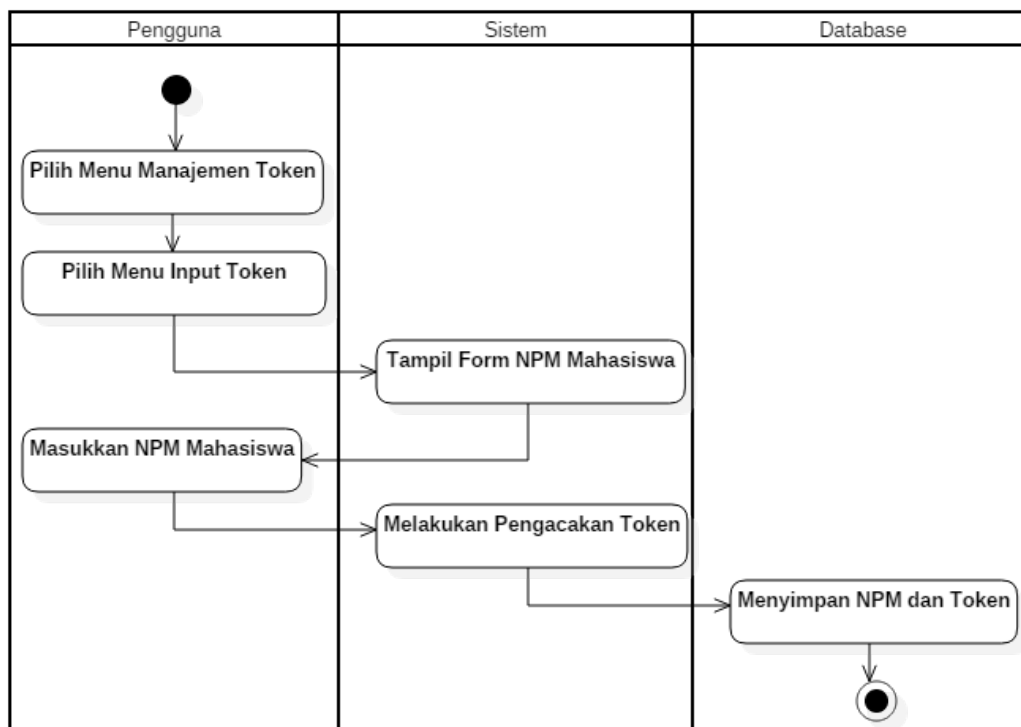 Pengguna
Sistem
Database
Pilih Menu Manajemen Token
Pilih Menu Input Token
Tampil Form NPM Mahasiswa
Masukkan NPM Mahasiswa
Melakukan Pengacakan Token
Menyimpan NPM dan Token